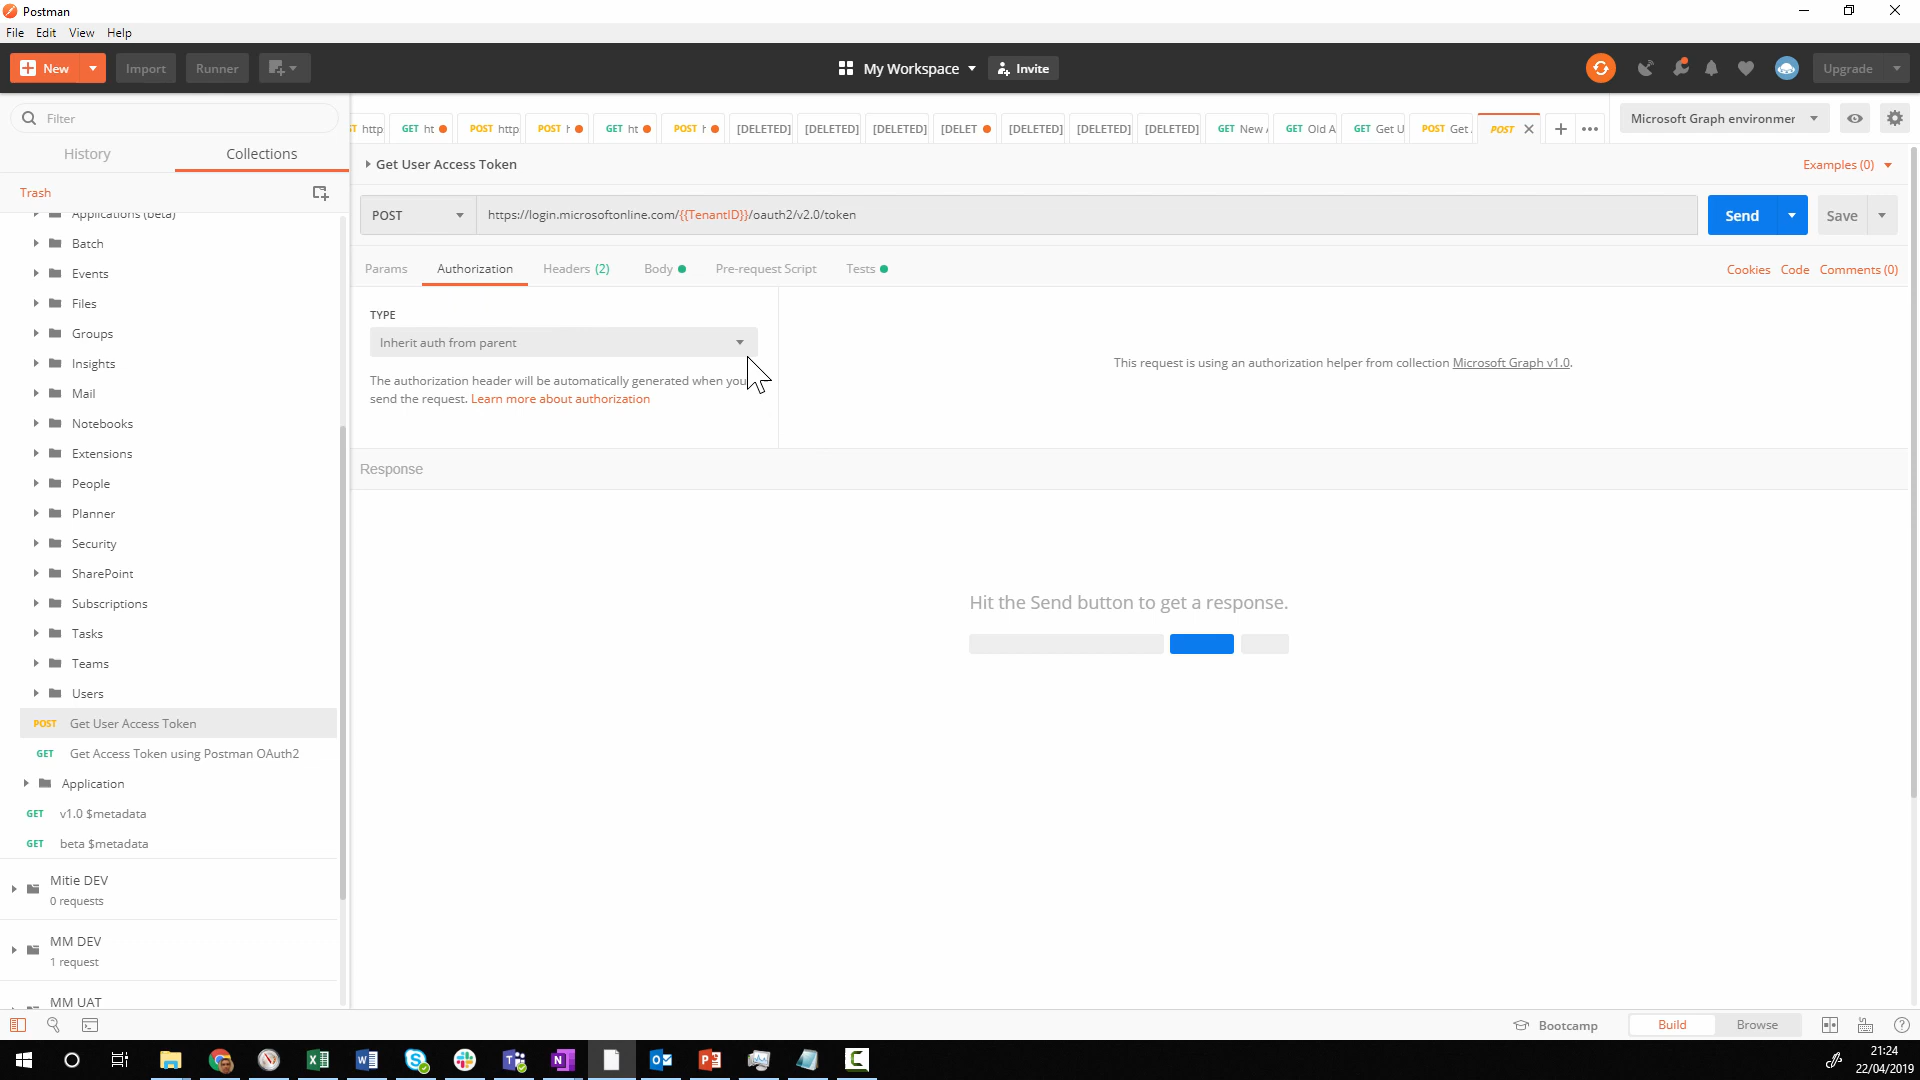 Postman
File Edit View Help
New Import Runner My Workspace Invite Upgrade
Filter
History Collections
Trash
Applications (beta)
Batch
Events
Files
Groups
Insights
Mail
Notebooks
Extensions
People
Planner
Security
SharePoint
Subscriptions
Tasks
Teams
Users
POST Get User Access Token
GET Get Access Token using Postman OAuth2
Application
GET v1.0 $metadata
GET beta $metadata
Mitie DEV
0 requests
MM DEV
1 request
MM UAT
http GET ht POST http POST GET ht POST [DELETED] [DELETED] [DELETED] [DELET [DELETED] [DELETED] [DELETED] GET New GET Old A GET Get U POST Get POST
Microsoft Graph environmer
Get User Access Token
Examples (0)
POST https://login.microsoftonline.com/{{TenantID}}/oauth2/v2.0/token Send Save
Params Authorization Headers (2) Body Pre-request Script Tests Cookies Code Comments (0)
TYPE
Inherit auth from parent
The authorization header will be automatically generated when you
send the request. Learn more about authorization
This request is using an authorization helper from collection Microsoft Graph v1.0.
Response
Hit the Send button to get a response.
Bootcamp Build Browse
21:24
22/04/2019